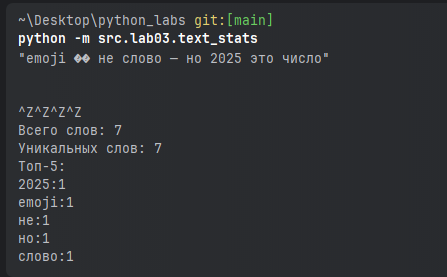 ~\Desktop\python_labs git:[main]
python -m src.lab03.text_stats
"emoji �� не слово — но 2025 это число"
^Z^Z^Z^Z
Всего слов: 7
Уникальных слов: 7
Топ-5:
2025:1
emoji:1
не:1
но:1
слово:1